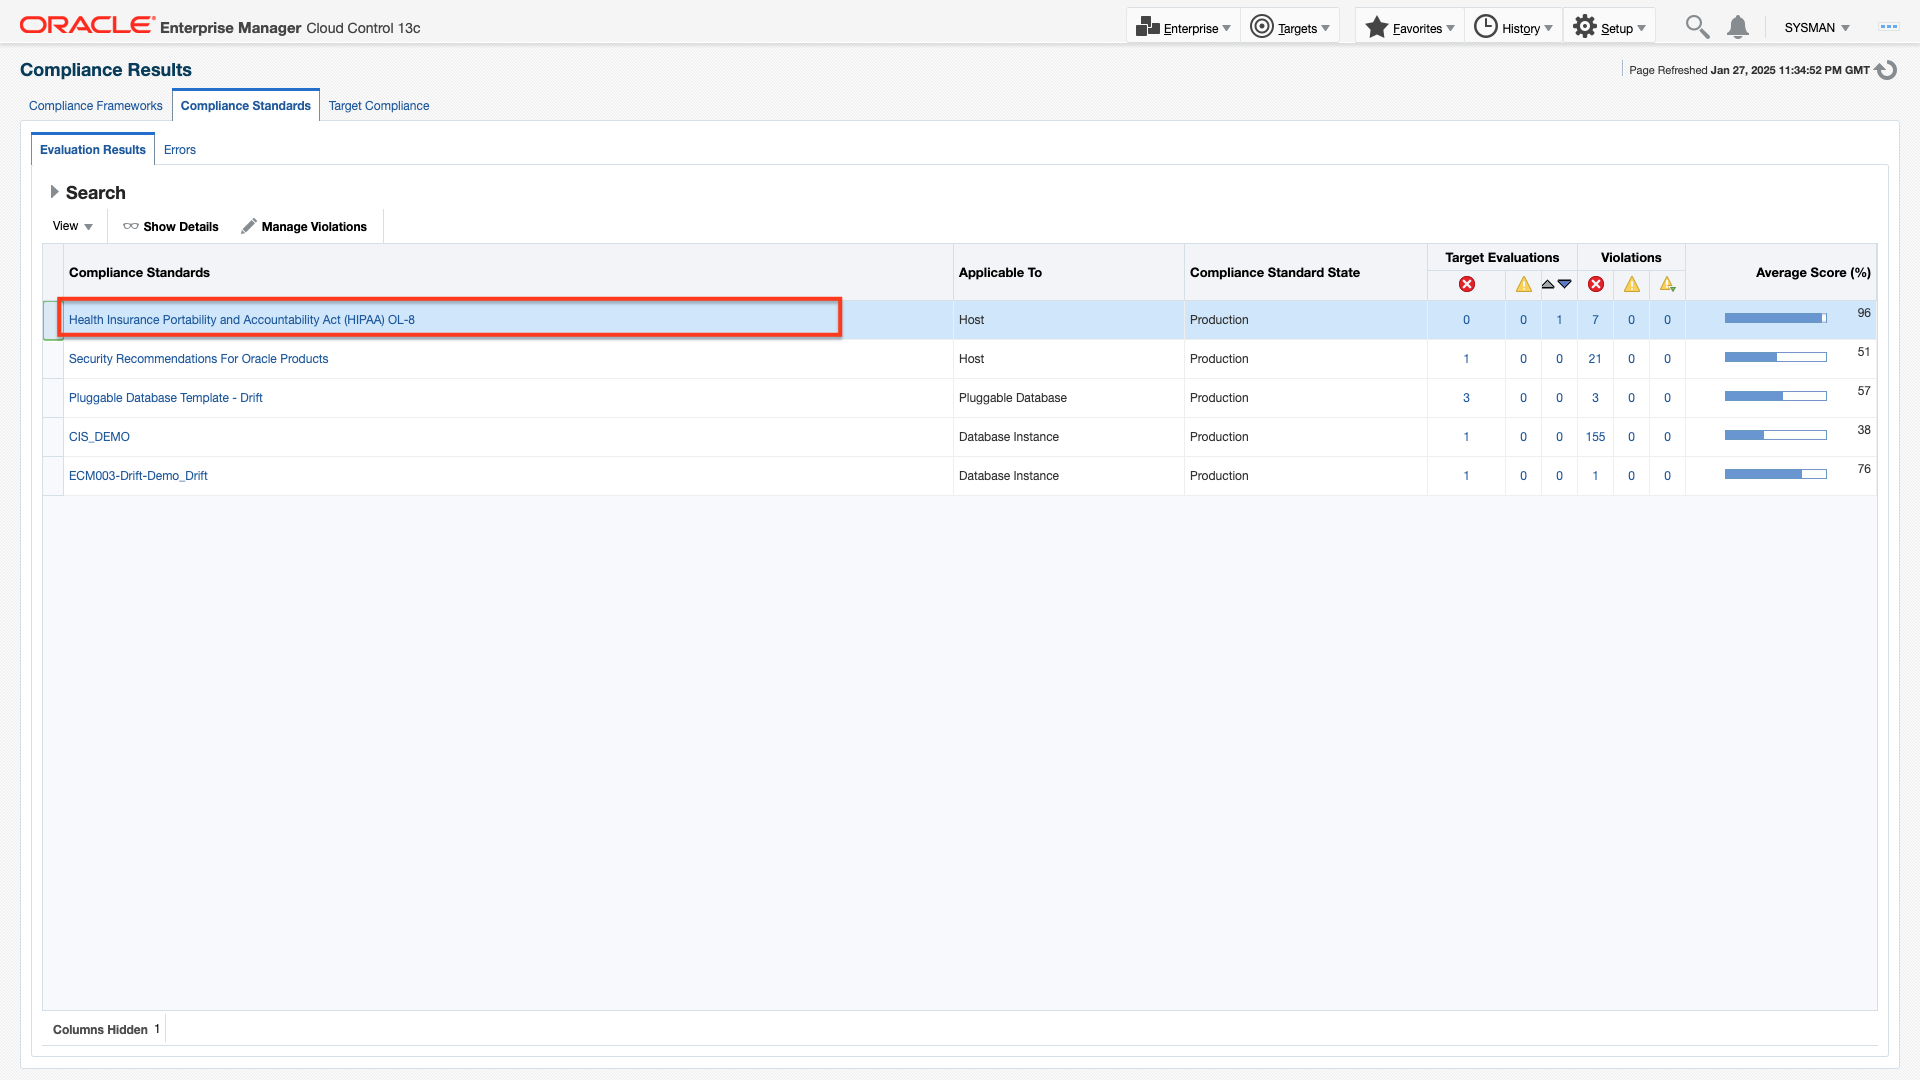 ORACLE Enterprise Manager Cloud Control 13c
Enterprise Targets Favorites History Setup SYSMAN
Compliance Results
Page Refreshed Jan 27, 2025 11:34:52 PM GMT
Compliance Frameworks Compliance Standards Target Compliance
Evaluation Results Errors
Search
View Show Details Manage Violations
Compliance Standards Applicable To Compliance Standard State Target Evaluations Violations Average Score (%)
Health Insurance Portability and Accountability Act (HIPAA) OL-8 Host Production 0 0 1 7 0 0 96
Security Recommendations For Oracle Products Host Production 1 0 0 21 0 0 51
Pluggable Database Template - Drift Pluggable Database Production 3 0 0 3 0 0 57
CIS_DEMO Database Instance Production 1 0 0 155 0 0 38
ECM003-Drift-Demo_Drift Database Instance Production 1 0 0 1 0 0 76
Columns Hidden 1